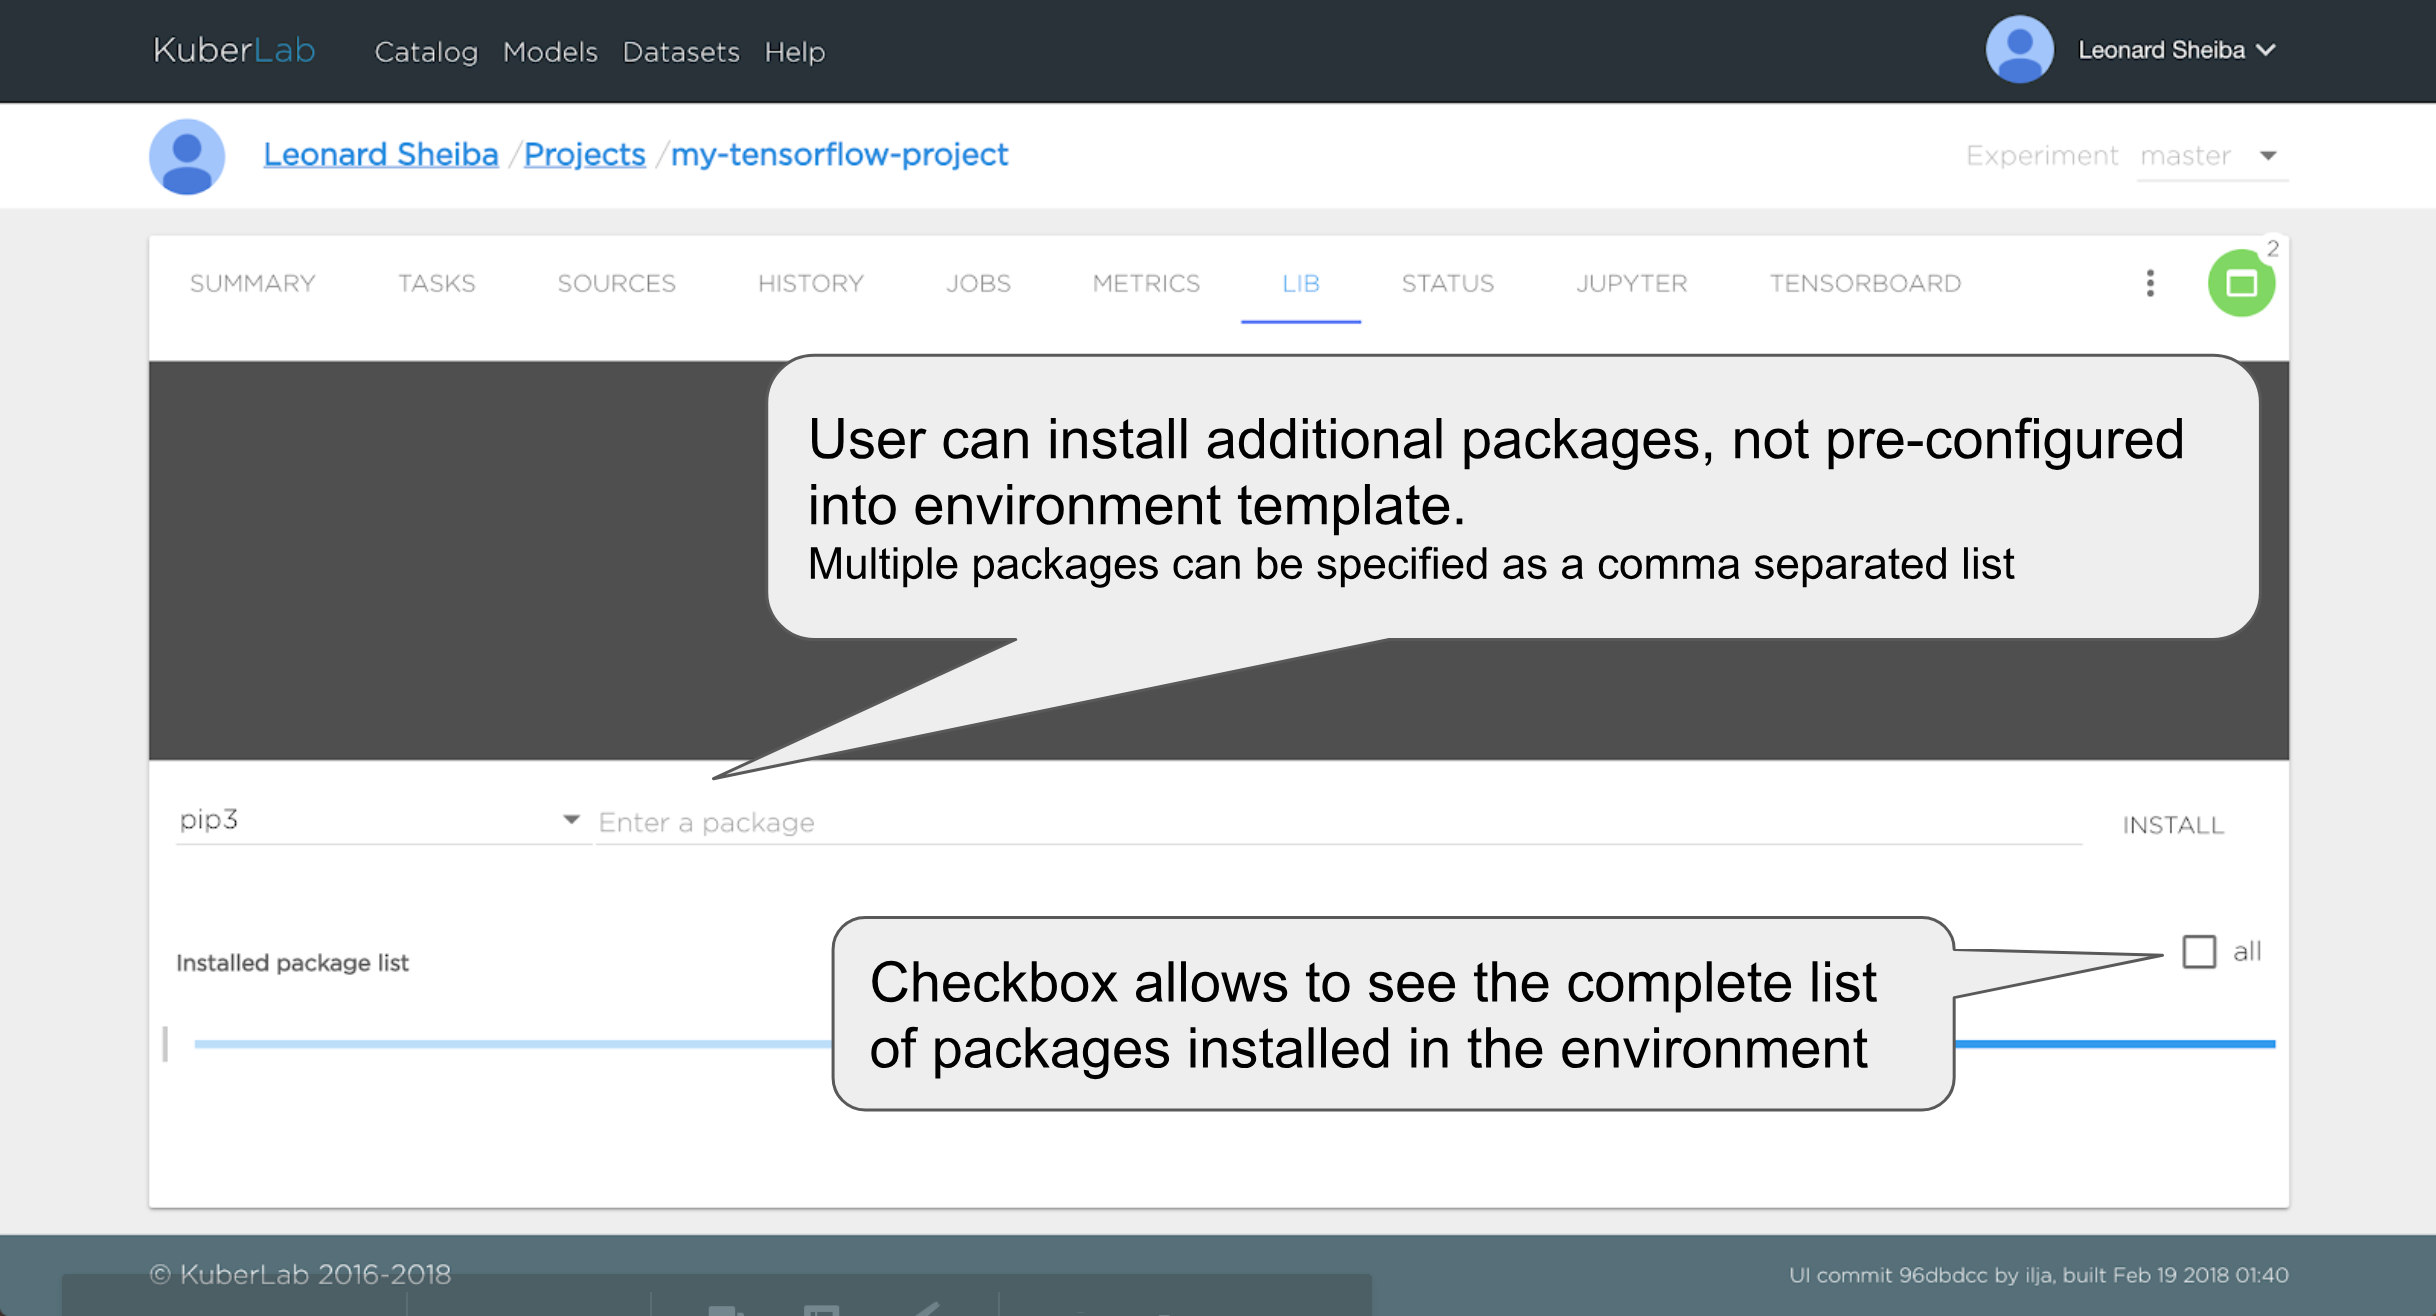 KuberLab Catalog Models Datasets Help Leonard Sheiba
Leonard Sheiba /Projects /my-tensorflow-project Experiment master
SUMMARY TASKS SOURCES HISTORY JOBS METRICS LIB STATUS JUPYTER TENSORBOARD 2
User can install additional packages, not pre-configured
into environment template.
Multiple packages can be specified as a comma separated list
pip3 Enter a package INSTALL
Installed package list all
Checkbox allows to see the complete list
of packages installed in the environment
© KuberLab 2016-2018 UI commit 96dbdcc by ilja, built Feb 19 2018 01:40